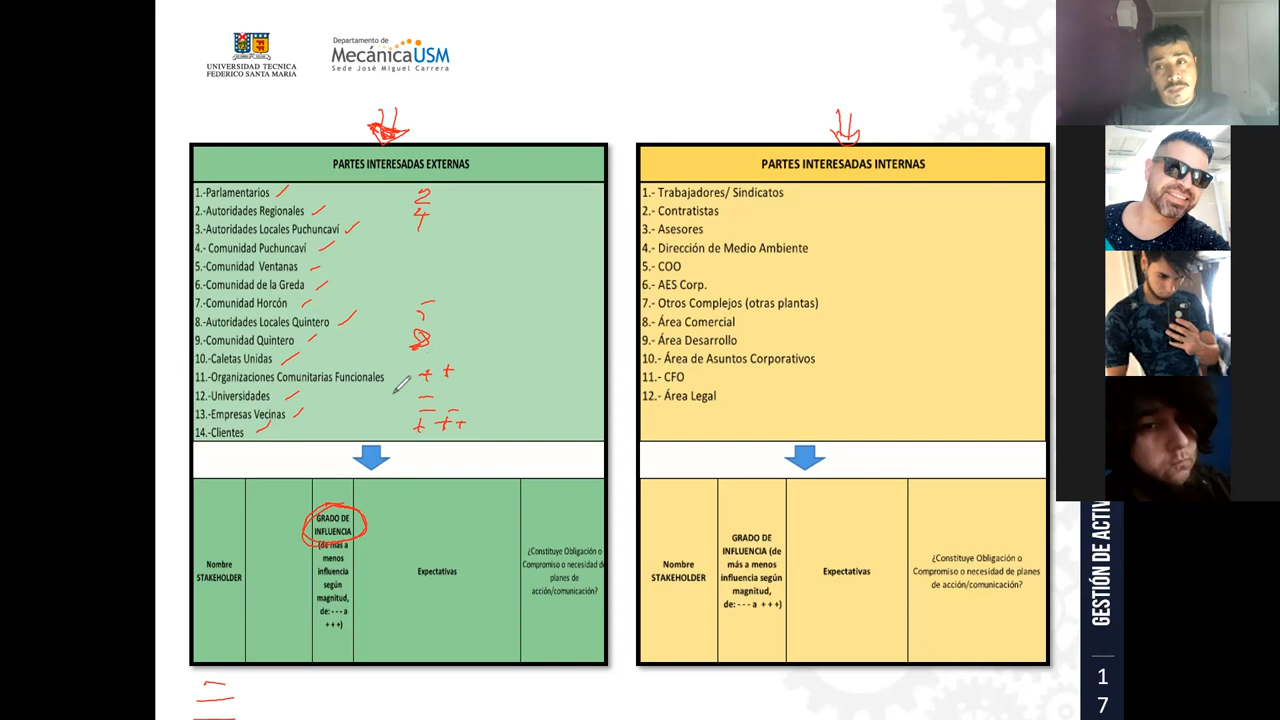 UNIVERSIDAD TECNICA
FEDERICO SANTA MARIA
Departamento de
MecánicaUSM
Sede José Miguel Carrera
PARTES INTERESADAS EXTERNAS
1.-Parlamentarios
2
2.-Autoridades Regionales
4
3.-Autoridades Locales Puchuncaví
4.- Comunidad Puchuncaví
5.-Comunidad Ventanas
6.-Comunidad de la Greda
7.-Comunidad Horcón
8.-Autoridades Locales Quintero
9.-Comunidad Quintero
8
10.-Caletas Unidas
11.-Organizaciones Comunitarias Funcionales
+ +
12.-Universidades
13.-Empresas Vecinas
14.-Clientes
+ + +
Nombre
STAKEHOLDER
GRADO DE
INFLUENCIA
(de más a
menos
influencia
según
magnitud,
de: - - - a
+ + +)
Expectativas
¿Constituye Obligación o
Compromiso o necesidad de
planes de
acción/comunicación?
PARTES INTERESADAS INTERNAS
1.- Trabajadores/ Sindicatos
2.- Contratistas
3.- Asesores
4.- Dirección de Medio Ambiente
5.- COO
6.- AES Corp.
7.- Otros Complejos (otras plantas)
8.- Área Comercial
9.- Área Desarrollo
10.- Área de Asuntos Corporativos
11.- CFO
12.- Área Legal
Nombre
STAKEHOLDER
GRADO DE
INFLUENCIA (de
más a menos
influencia según
magnitud,
de: - - - a + + +)
Expectativas
¿Constituye Obligación o
Compromiso o necesidad de planes
de acción/comunicación?
GESTIÓN DE ACTIV
1
7